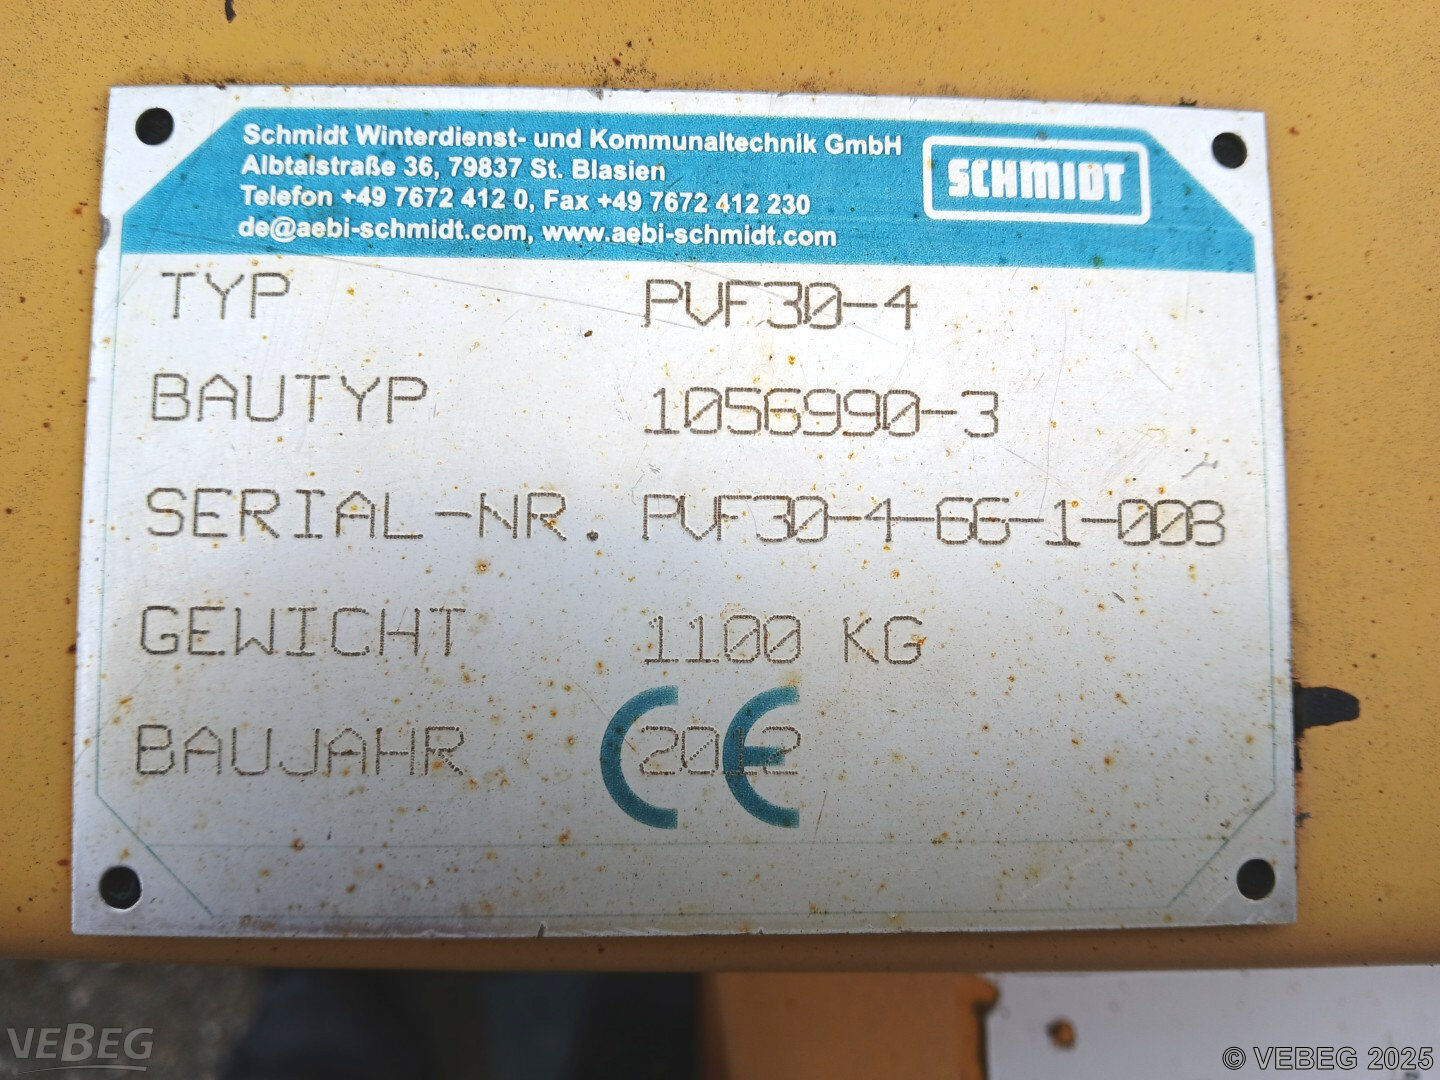 Schmidt Winterdienst- und Kommunaltechnik GmbH
Albtalstraße 36, 79837 St. Blasien
Telefon +49 7672 412 0, Fax +49 7672 412 230
de@aebi-schmidt.com, www.aebi-schmidt.com
SCHMIDT
TYP PVF30-4
BAUTYP 1056990-3
SERIAL-NR. PVF30-4-66-1-008
GEWICHT 1100 KG
BAUJAHR 2012
CE
VEBEG
© VEBEG 2025